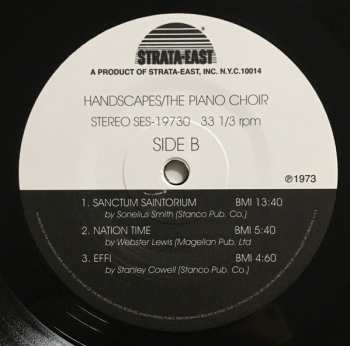 STRATA-EAST
A PRODUCT OF STRATA-EAST, INC. N.Y.C.10014
HANDSCAPES/THE PIANO CHOIR
STEREO SES-19730 33 1/3 rpm
SIDE B
℗1973
1. SANCTUM SAINTORIUM BMI 13:40
by Sonelius Smith (Stanco Pub. Co.)
2. NATION TIME BMI 5:40
by Webster Lewis (Magellan Pub. Ltd
3. EFFI BMI 4:60
by Stanley Cowell (Stanco Pub. Co.)